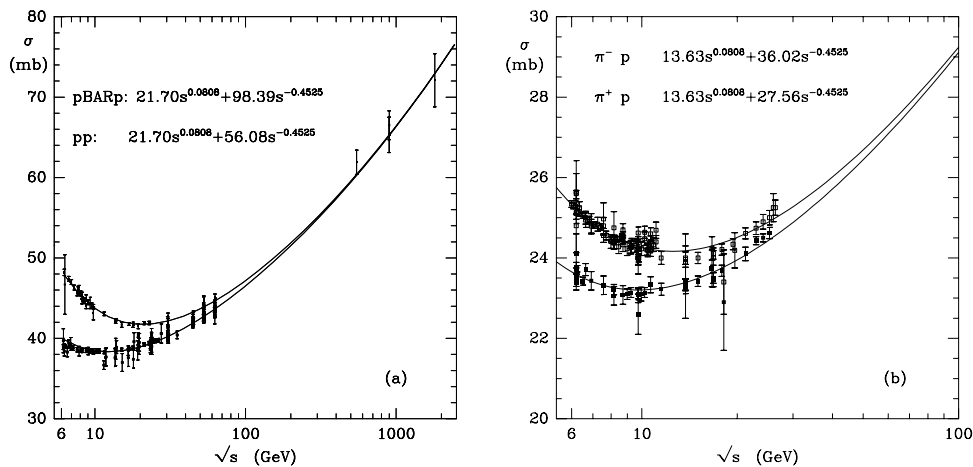 80
70
60
50
40
30
σ
(mb)
pBARp: 21.70s^0.0808+98.39s^-0.4525
pp: 21.70s^0.0808+56.08s^-0.4525
(a)
6 10 100 1000
√s (GeV)
30
28
26
24
22
20
σ
(mb)
π⁻ p 13.63s^0.0808+36.02s^-0.4525
π⁺ p 13.63s^0.0808+27.56s^-0.4525
(b)
6 10 100
√s (GeV)